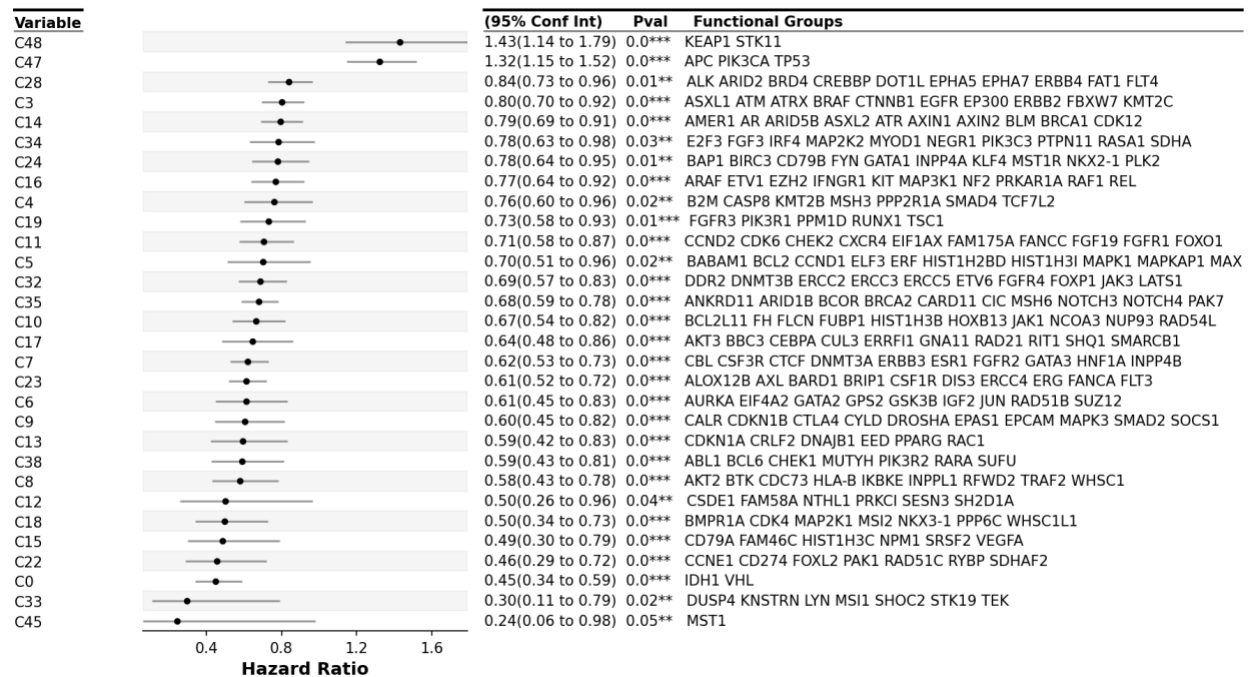 Variable (95% Conf Int) Pval Functional Groups
C48 1.43(1.14 to 1.79) 0.0*** KEAP1 STK11
C47 1.32(1.15 to 1.52) 0.0*** APC PIK3CA TP53
C28 0.84(0.73 to 0.96) 0.01** ALK ARID2 BRD4 CREBBP DOT1L EPHA5 EPHA7 ERBB4 FAT1 FLT4
C3 0.80(0.70 to 0.92) 0.0*** ASXL1 ATM ATRX BRAF CTNNB1 EGFR EP300 ERBB2 FBXW7 KMT2C
C14 0.79(0.69 to 0.91) 0.0*** AMER1 AR ARID5B ASXL2 ATR AXIN1 AXIN2 BLM BRCA1 CDK12
C34 0.78(0.63 to 0.98) 0.03** E2F3 FGF3 IRF4 MAP2K2 MYOD1 NEGR1 PIK3C3 PTPN11 RASA1 SDHA
C24 0.78(0.64 to 0.95) 0.01** BAP1 BIRC3 CD79B FYN GATA1 INPP4A KLF4 MST1R NKX2-1 PLK2
C16 0.77(0.64 to 0.92) 0.0*** ARAF ETV1 EZH2 IFNGR1 KIT MAP3K1 NF2 PRKAR1A RAF1 REL
C4 0.76(0.60 to 0.96) 0.02** B2M CASP8 KMT2B MSH3 PPP2R1A SMAD4 TCF7L2
C19 0.73(0.58 to 0.93) 0.01*** FGFR3 PIK3R1 PPM1D RUNX1 TSC1
C11 0.71(0.58 to 0.87) 0.0*** CCND2 CDK6 CHEK2 CXCR4 EIF1AX FAM175A FANCC FGF19 FGFR1 FOXO1
C5 0.70(0.51 to 0.96) 0.02** BABAM1 BCL2 CCND1 ELF3 ERF HIST1H2BD HIST1H3I MAPK1 MAPKAP1 MAX
C32 0.69(0.57 to 0.83) 0.0*** DDR2 DNMT3B ERCC2 ERCC3 ERCC5 ETV6 FGFR4 FOXP1 JAK3 LATS1
C35 0.68(0.59 to 0.78) 0.0*** ANKRD11 ARID1B BCOR BRCA2 CARD11 CIC MSH6 NOTCH3 NOTCH4 PAK7
C10 0.67(0.54 to 0.82) 0.0*** BCL2L11 FH FLCN FUBP1 HIST1H3B HOXB13 JAK1 NCOA3 NUP93 RAD54L
C17 0.64(0.48 to 0.86) 0.0*** AKT3 BBC3 CEBPA CUL3 ERRFI1 GNA11 RAD21 RIT1 SHQ1 SMARCB1
C7 0.62(0.53 to 0.73) 0.0*** CBL CSF3R CTCF DNMT3A ERBB3 ESR1 FGFR2 GATA3 HNF1A INPP4B
C23 0.61(0.52 to 0.72) 0.0*** ALOX12B AXL BARD1 BRIP1 CSF1R DIS3 ERCC4 ERG FANCA FLT3
C6 0.61(0.45 to 0.83) 0.0*** AURKA EIF4A2 GATA2 GPS2 GSK3B IGF2 JUN RAD51B SUZ12
C9 0.60(0.45 to 0.82) 0.0*** CALR CDKN1B CTLA4 CYLD DROSHA EPAS1 EPCAM MAPK3 SMAD2 SOCS1
C13 0.59(0.42 to 0.83) 0.0*** CDKN1A CRLF2 DNAJB1 EED PPARG RAC1
C38 0.59(0.43 to 0.81) 0.0*** ABL1 BCL6 CHEK1 MUTYH PIK3R2 RARA SUFU
C8 0.58(0.43 to 0.78) 0.0*** AKT2 BTK CDC73 HLA-B IKBKE INPPL1 RFWD2 TRAF2 WHSC1
C12 0.50(0.26 to 0.96) 0.04** CSDE1 FAM58A NTHL1 PRKCI SESN3 SH2D1A
C18 0.50(0.34 to 0.73) 0.0*** BMPR1A CDK4 MAP2K1 MSI2 NKX3-1 PPP6C WHSC1L1
C15 0.49(0.30 to 0.79) 0.0*** CD79A FAM46C HIST1H3C NPM1 SRSF2 VEGFA
C22 0.46(0.29 to 0.72) 0.0*** CCNE1 CD274 FOXL2 PAK1 RAD51C RYBP SDHAF2
C0 0.45(0.34 to 0.59) 0.0*** IDH1 VHL
C33 0.30(0.11 to 0.79) 0.02** DUSP4 KNSTRN LYN MSI1 SHOC2 STK19 TEK
C45 0.24(0.06 to 0.98) 0.05** MST1
0.4 0.8 1.2 1.6
Hazard Ratio